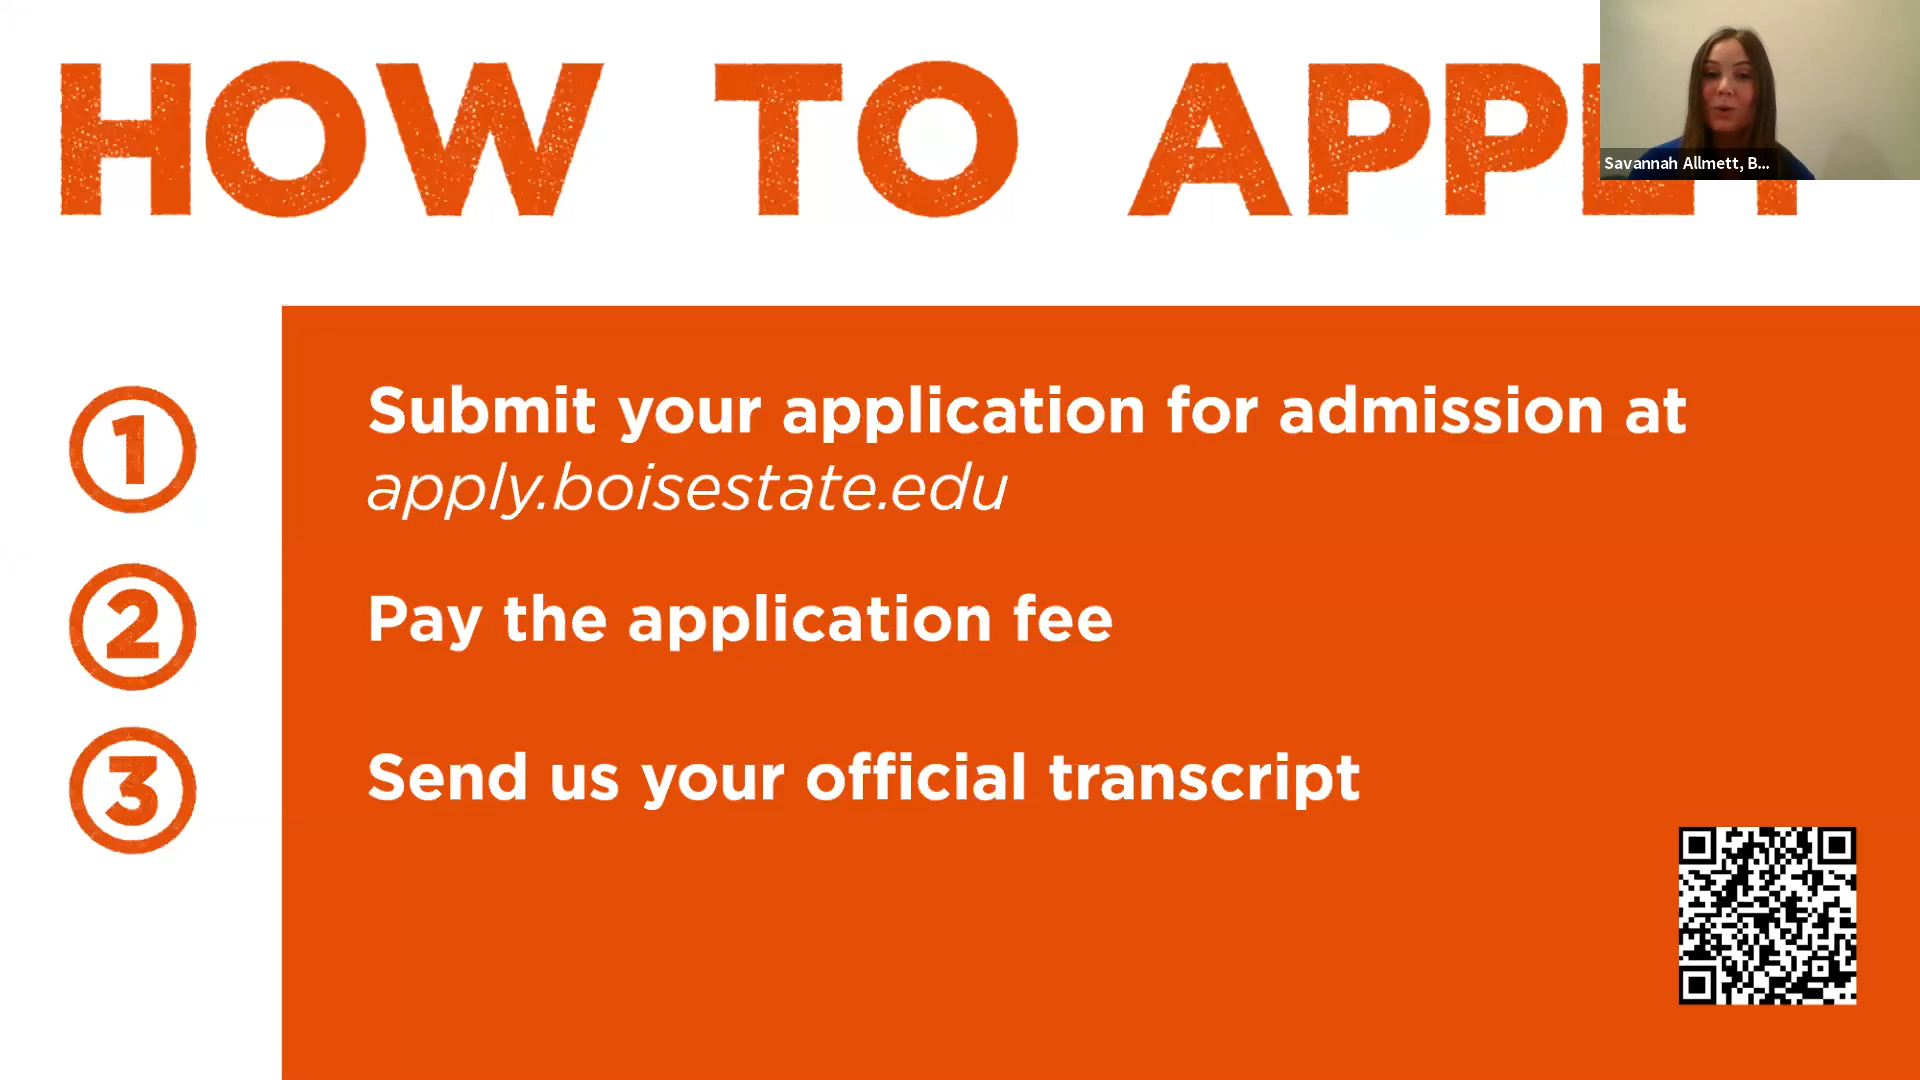 HOW TO APPLY
Savannah Allmett, B...
1
Submit your application for admission at
apply.boisestate.edu
2
Pay the application fee
3
Send us your official transcript